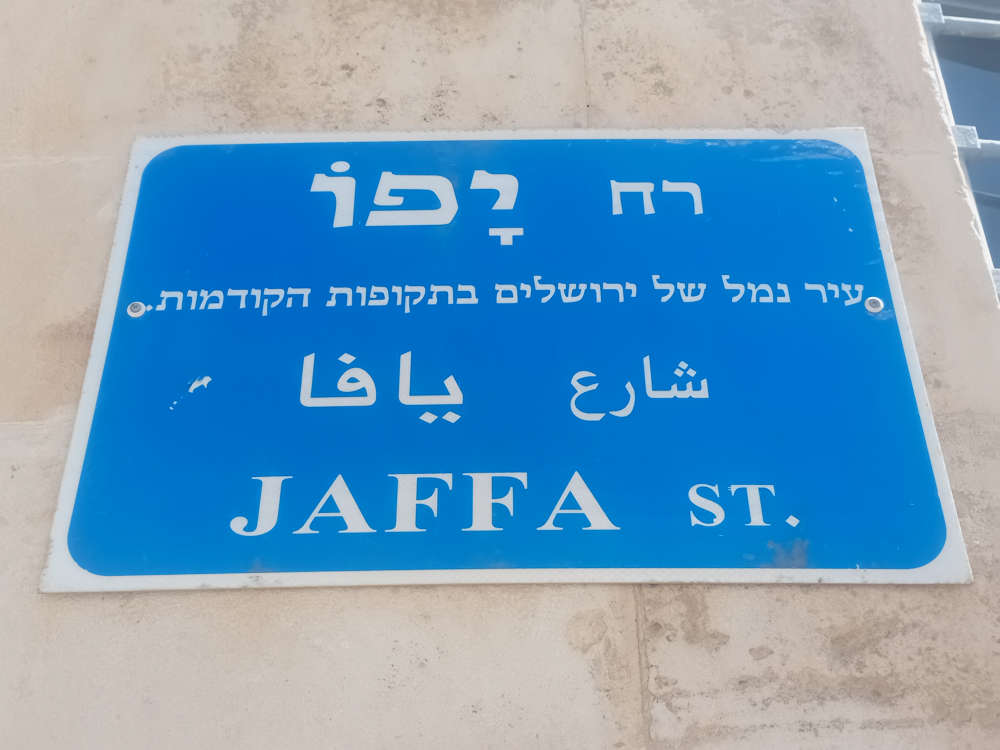 רח יָפוֹ
עיר נמל של ירושלים בתקופות הקודמות.
شارع يافا
JAFFA ST.